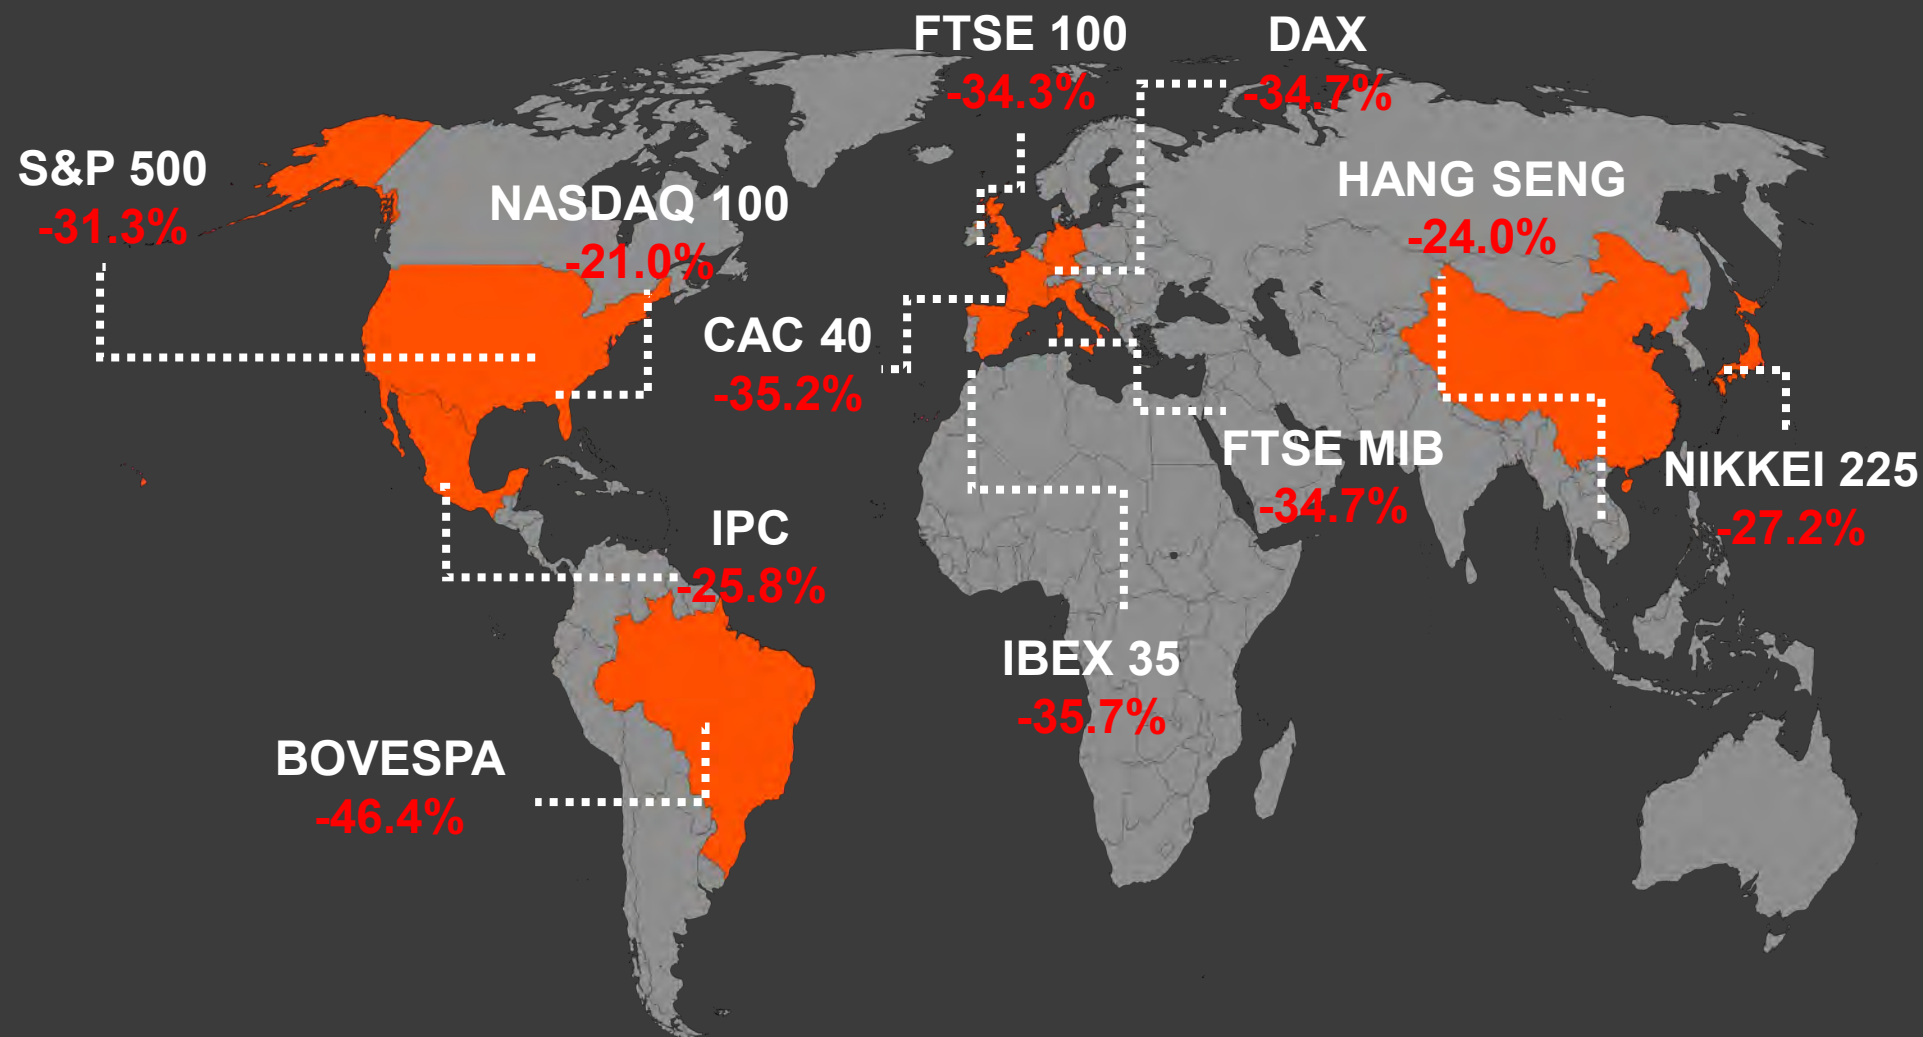 FTSE 100
-34.3%
DAX
-34.7%
S&P 500
-31.3%
NASDAQ 100
-21.0%
HANG SENG
-24.0%
CAC 40
-35.2%
FTSE MIB
-34.7%
NIKKEI 225
-27.2%
IPC
-25.8%
IBEX 35
-35.7%
BOVESPA
-46.4%